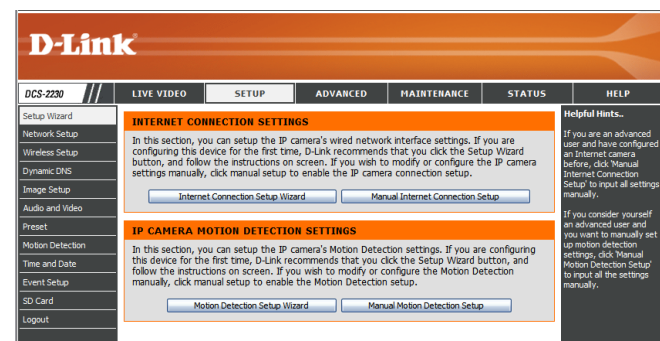 D-Link
DCS-2230
LIVE VIDEO
SETUP
ADVANCED
MAINTENANCE
STATUS
HELP
Setup Wizard
Network Setup
Wireless Setup
Dynamic DNS
Image Setup
Audio and Video
Preset
Motion Detection
Time and Date
Event Setup
SD Card
Logout
INTERNET CONNECTION SETTINGS
In this section, you can setup the IP camera's wired network interface settings. If you are
configuring this device for the first time, D-Link recommends that you click the Setup Wizard
button, and follow the instructions on screen. If you wish to modify or configure the IP camera
settings manually, click manual setup to enable the IP camera connection setup.
Internet Connection Setup Wizard
Manual Internet Connection Setup
IP CAMERA MOTION DETECTION SETTINGS
In this section, you can setup the IP camera's Motion Detection settings. If you are configuring
this device for the first time, D-Link recommends that you click the Setup Wizard button, and
follow the instructions on screen. If you wish to modify or configure the Motion Detection
manually, click manual setup to enable the Motion Detection setup.
Motion Detection Setup Wizard
Manual Motion Detection Setup
Helpful Hints..
If you are an advanced
user and have configured
an Internet camera
before, click 'Manual
Internet Connection
Setup' to input all settings
manually.
If you consider yourself
an advanced user and
you want to manually set
up motion detection
settings, click 'Manual
Motion Detection Setup'
to input all the settings
manually.